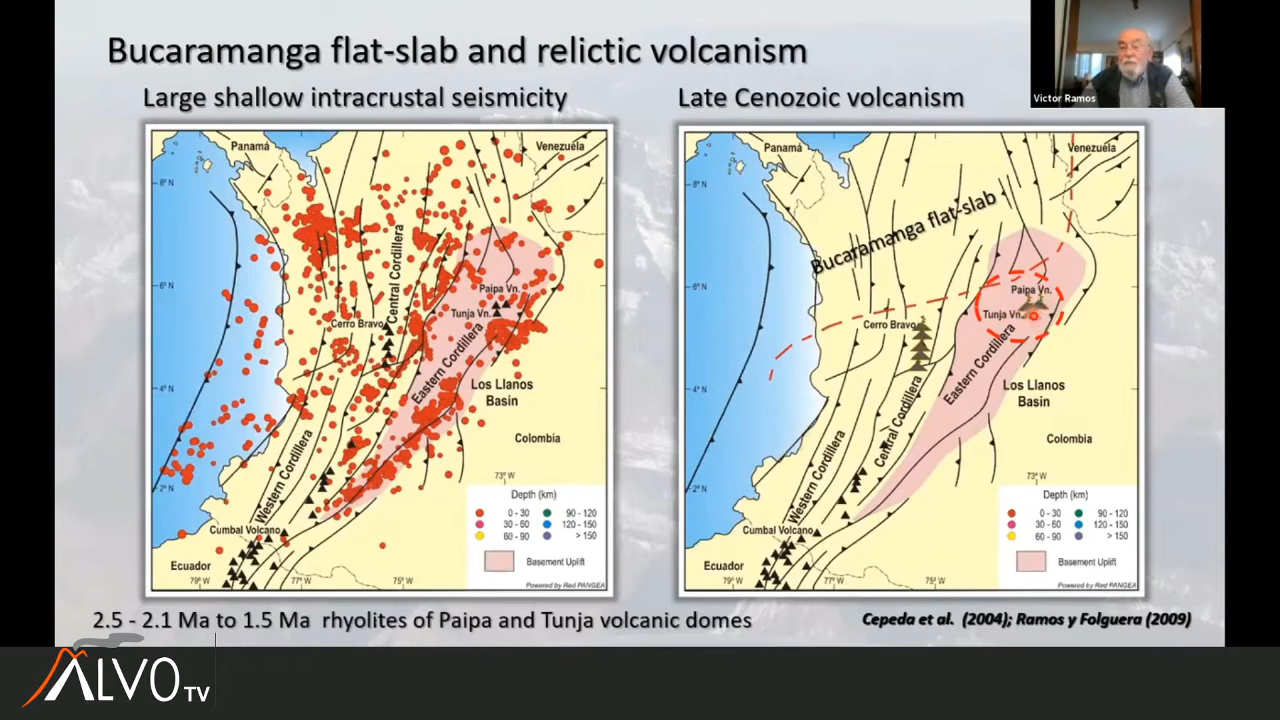 Bucaramanga flat-slab and relictic volcanism
Victor Ramos
Large shallow intracrustal seismicity
Panamá
Venezuela
8° N
Central Cordillera
6° N
Paipa Vn.
Tunja Vn.
Cerro Bravo
Eastern Cordillera
4° N
Los Llanos
Basin
Colombia
Western Cordillera
73° W
2° N
Depth (km)
0 - 30
90 - 120
30 - 60
120 - 150
60 - 90
> 150
Cumbal Volcano
Basement Uplift
Ecuador
79° W
77° W
75° W
Powered by Red PANGEA
Late Cenozoic volcanism
Panamá
Venezuela
8° N
Bucaramanga flat-slab
6° N
Paipa Vn.
Tunja Vn.
Cerro Bravo
Eastern Cordillera
4° N
Los Llanos
Basin
Central Cordillera
Colombia
Western Cordillera
73° W
2° N
Depth (km)
0 - 30
90 - 120
30 - 60
120 - 150
60 - 90
> 150
Cumbal Volcano
Basement Uplift
Ecuador
79° W
77° W
75° W
Powered by Red PANGEA
2.5 - 2.1 Ma to 1.5 Ma rhyolites of Paipa and Tunja volcanic domes
Cepeda et al. (2004); Ramos y Folguera (2009)
ALVO TV